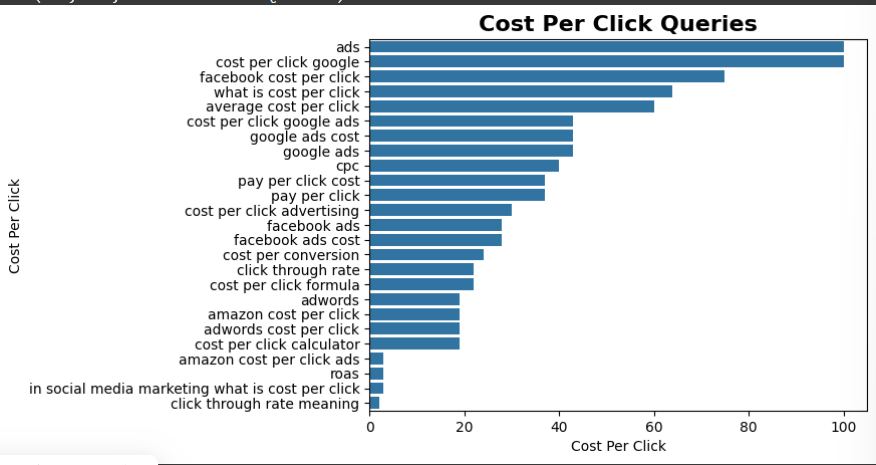 Cost Per Click Queries
ads
cost per click google
facebook cost per click
what is cost per click
average cost per click
cost per click google ads
google ads cost
google ads
cpc
pay per click cost
pay per click
cost per click advertising
facebook ads
facebook ads cost
cost per conversion
click through rate
cost per click formula
adwords
amazon cost per click
adwords cost per click
cost per click calculator
amazon cost per click ads
roas
in social media marketing what is cost per click
click through rate meaning
Cost Per Click
0 20 40 60 80 100
Cost Per Click